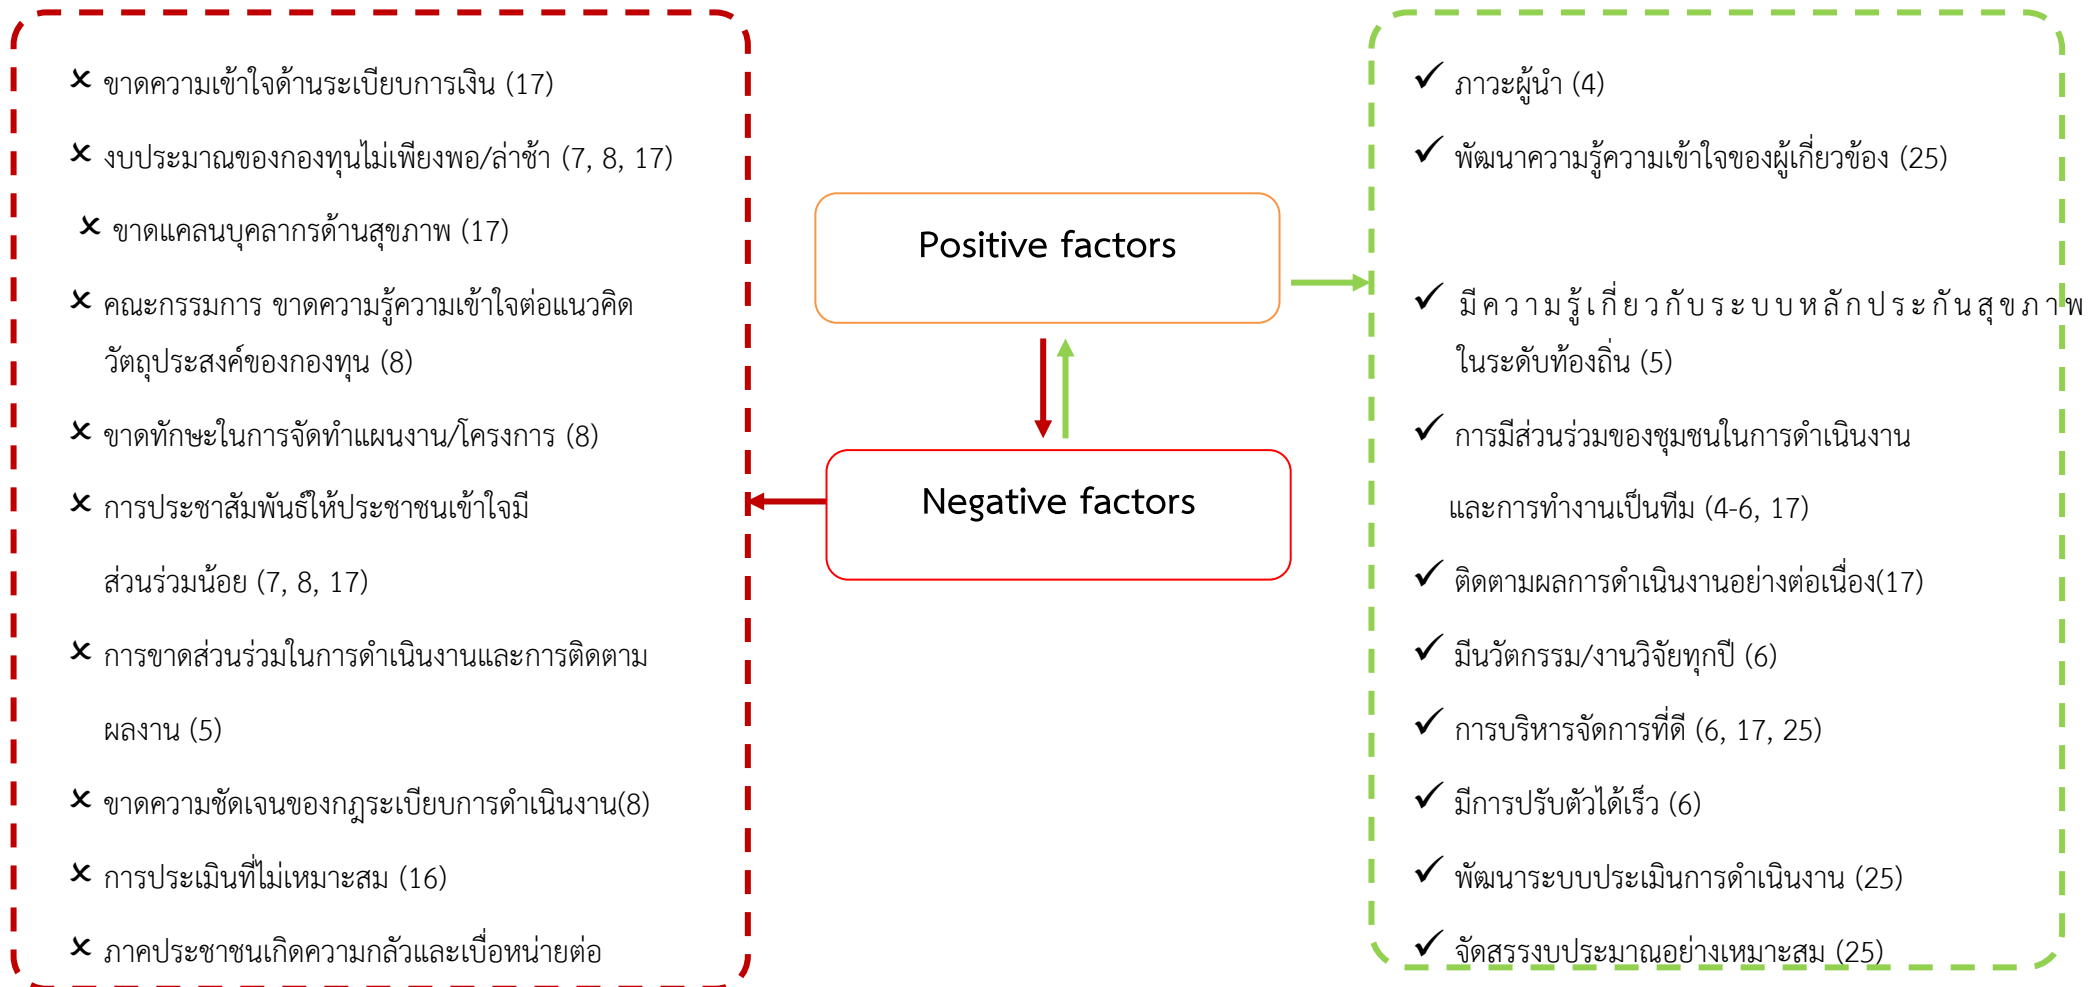 ✗ ขาดความเข้าใจด้านระเบียบการเงิน (17)
✗ งบประมาณของกองทุนไม่เพียงพอ/ล่าช้า (7, 8, 17)
✗ ขาดแคลนบุคลากรด้านสุขภาพ (17)
✗ คณะกรรมการ ขาดความรู้ความเข้าใจต่อแนวคิด
วัตถุประสงค์ของกองทุน (8)
✗ ขาดทักษะในการจัดทำแผนงาน/โครงการ (8)
✗ การประชาสัมพันธ์ให้ประชาชนเข้าใจมี
ส่วนร่วมน้อย (7, 8, 17)
✗ การขาดส่วนร่วมในการดำเนินงานและการติดตาม
ผลงาน (5)
✗ ขาดความชัดเจนของกฎระเบียบการดำเนินงาน(8)
✗ การประเมินที่ไม่เหมาะสม (16)
✗ ภาคประชาชนเกิดความกลัวและเบื่อหน่ายต่อ
Positive factors
Negative factors
✓ ภาวะผู้นำ (4)
✓ พัฒนาความรู้ความเข้าใจของผู้เกี่ยวข้อง (25)
✓ มีความรู้เกี่ยวกับระบบหลักประกันสุขภาพ
ในระดับท้องถิ่น (5)
✓ การมีส่วนร่วมของชุมชนในการดำเนินงาน
และการทำงานเป็นทีม (4-6, 17)
✓ ติดตามผลการดำเนินงานอย่างต่อเนื่อง(17)
✓ มีนวัตกรรม/งานวิจัยทุกปี (6)
✓ การบริหารจัดการที่ดี (6, 17, 25)
✓ มีการปรับตัวได้เร็ว (6)
✓ พัฒนาระบบประเมินการดำเนินงาน (25)
✓ จัดสรรงบประมาณอย่างเหมาะสม (25)